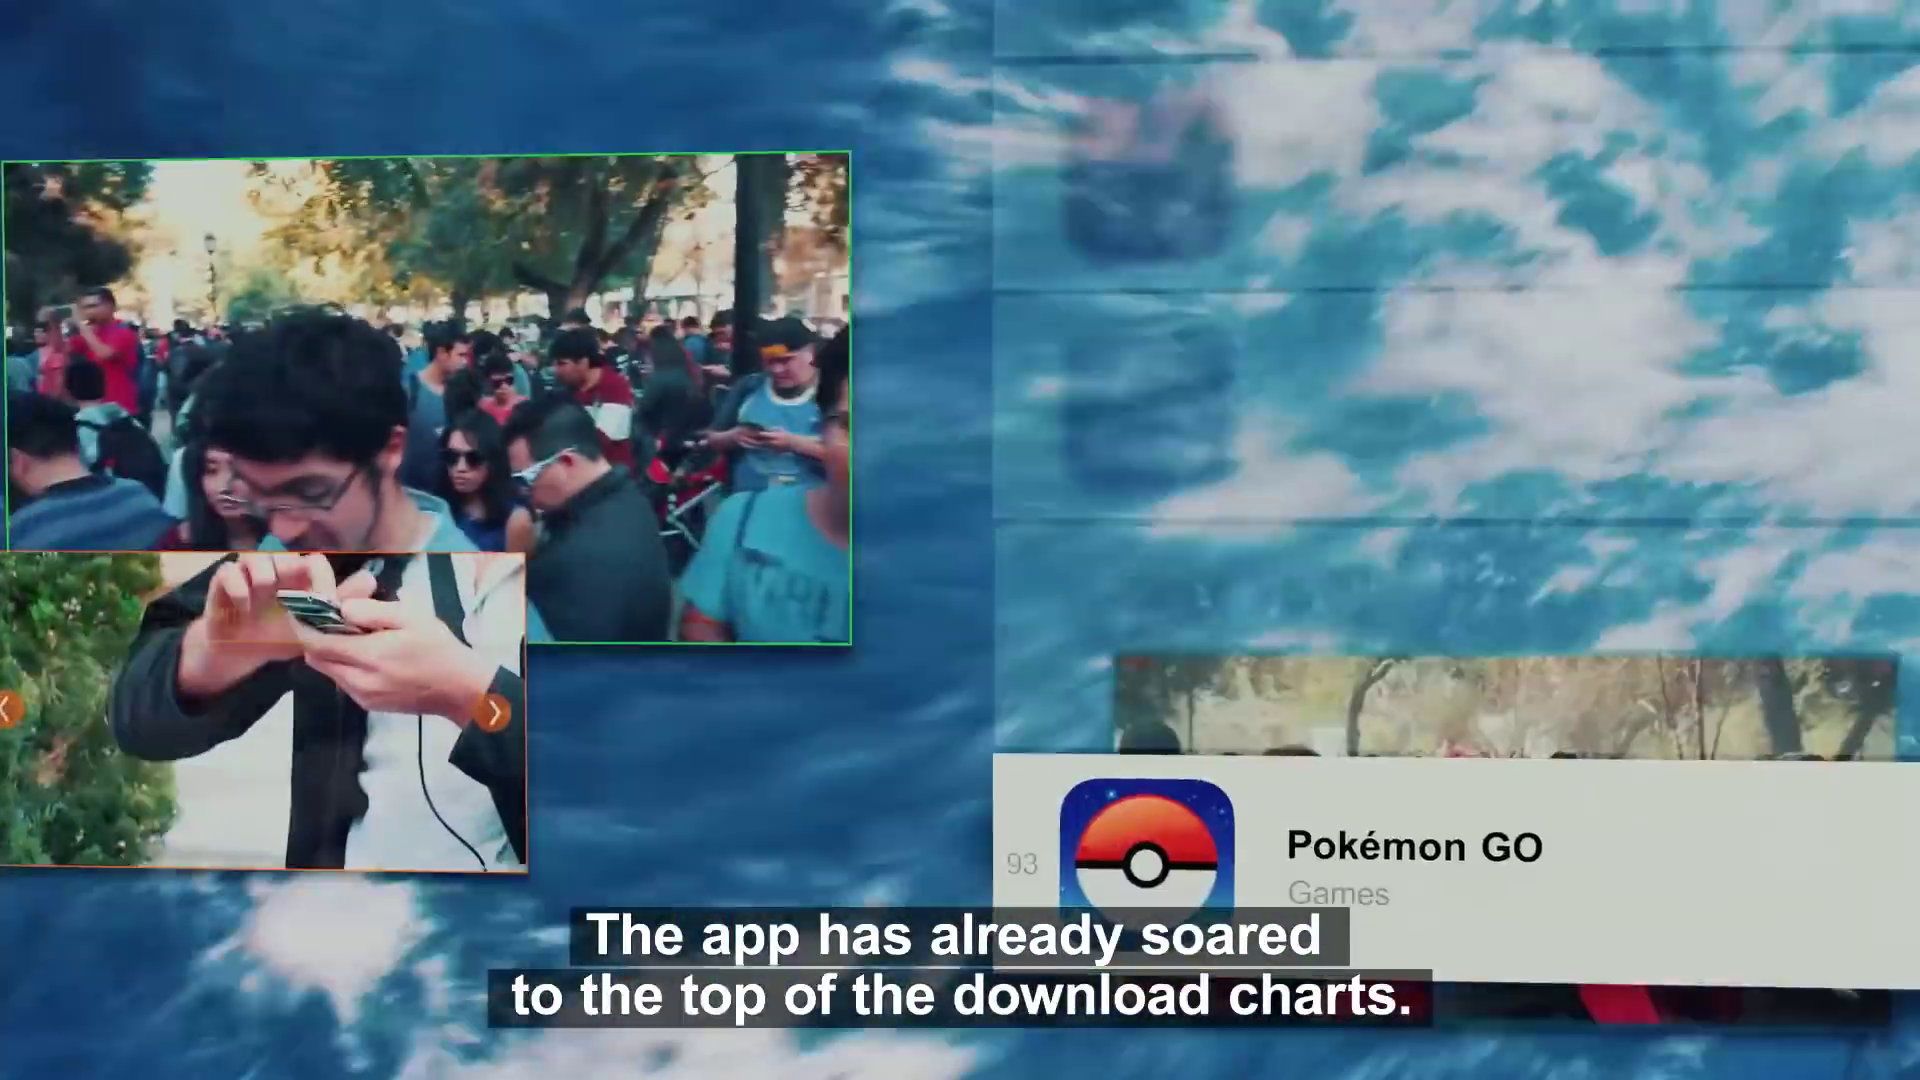 93
Pokémon GO
Games
The app has already soared
to the top of the download charts.